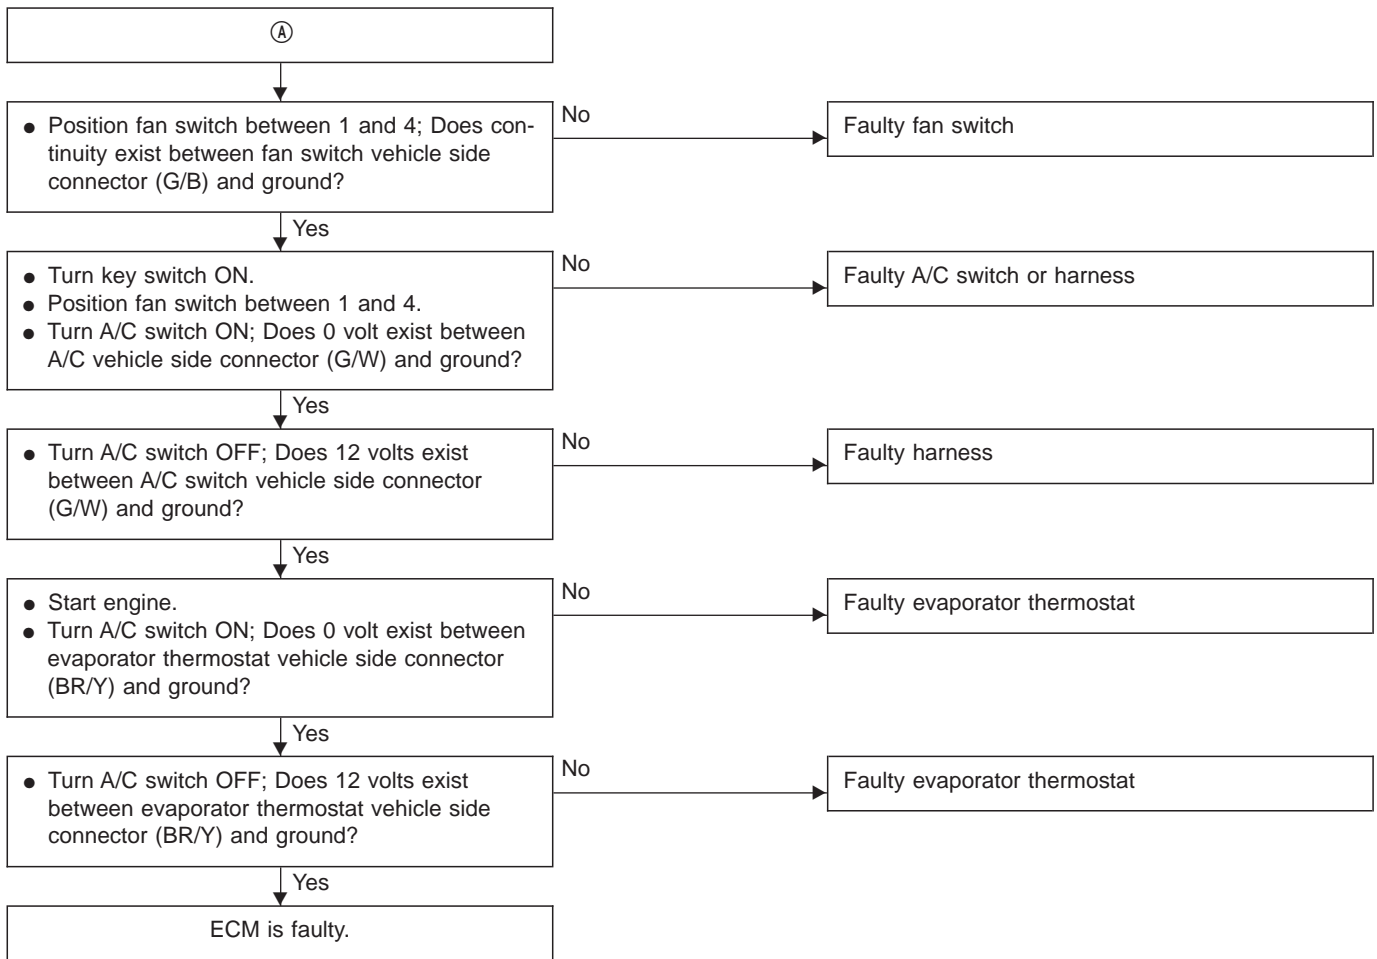 Ⓐ
● Position fan switch between 1 and 4; Does con-
tinuity exist between fan switch vehicle side
connector (G/B) and ground?
No
Faulty fan switch
Yes
● Turn key switch ON.
● Position fan switch between 1 and 4.
● Turn A/C switch ON; Does 0 volt exist between
A/C vehicle side connector (G/W) and ground?
No
Faulty A/C switch or harness
Yes
● Turn A/C switch OFF; Does 12 volts exist
between A/C switch vehicle side connector
(G/W) and ground?
No
Faulty harness
Yes
● Start engine.
● Turn A/C switch ON; Does 0 volt exist between
evaporator thermostat vehicle side connector
(BR/Y) and ground?
No
Faulty evaporator thermostat
Yes
● Turn A/C switch OFF; Does 12 volts exist
between evaporator thermostat vehicle side
connector (BR/Y) and ground?
No
Faulty evaporator thermostat
Yes
ECM is faulty.